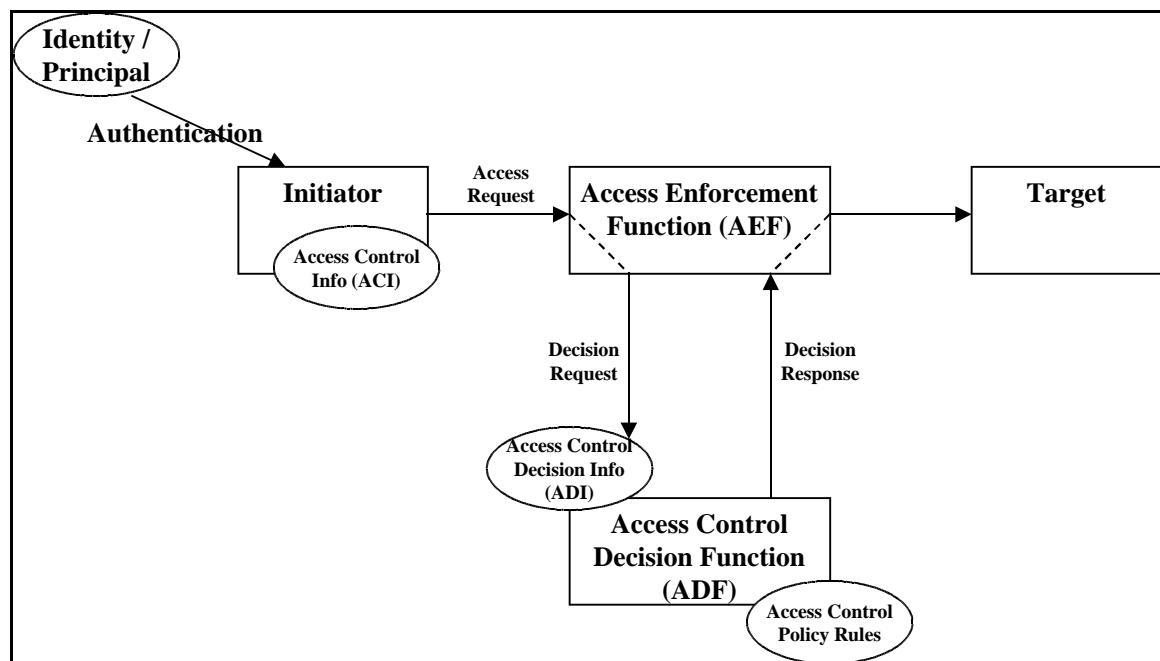 Identity /
Principal
Authentication
Initiator
Access Control
Info (ACI)
Access
Request
Access Enforcement
Function (AEF)
Target
Decision
Request
Decision
Response
Access Control
Decision Info
(ADI)
Access Control
Decision Function
(ADF)
Access Control
Policy Rules